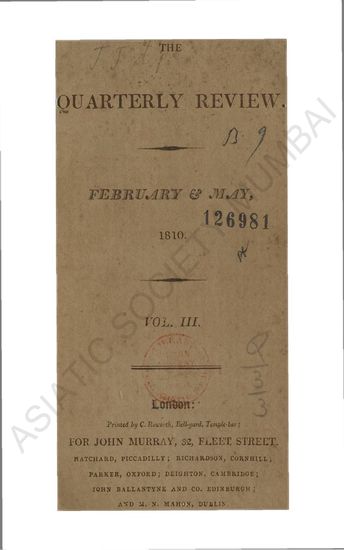 THE
QUARTERLY REVIEW.
B. 9
FEBRUARY & MAY,
126981
1810.
VOL. III.
London:
Printed by C. Roworth, Bell-yard, Temple-bar;
FOR JOHN MURRAY, 32, FLEET STREET.
HATCHARD, PICCADILLY; RICHARDSON, CORNHILL;
PARKER, OXFORD; DEIGHTON, CAMBRIDGE;
JOHN BALLANTYNE AND CO. EDINBURGH;
AND M. N. MAHON, DUBLIN
ASIATIC SOCIETY MUMBAI